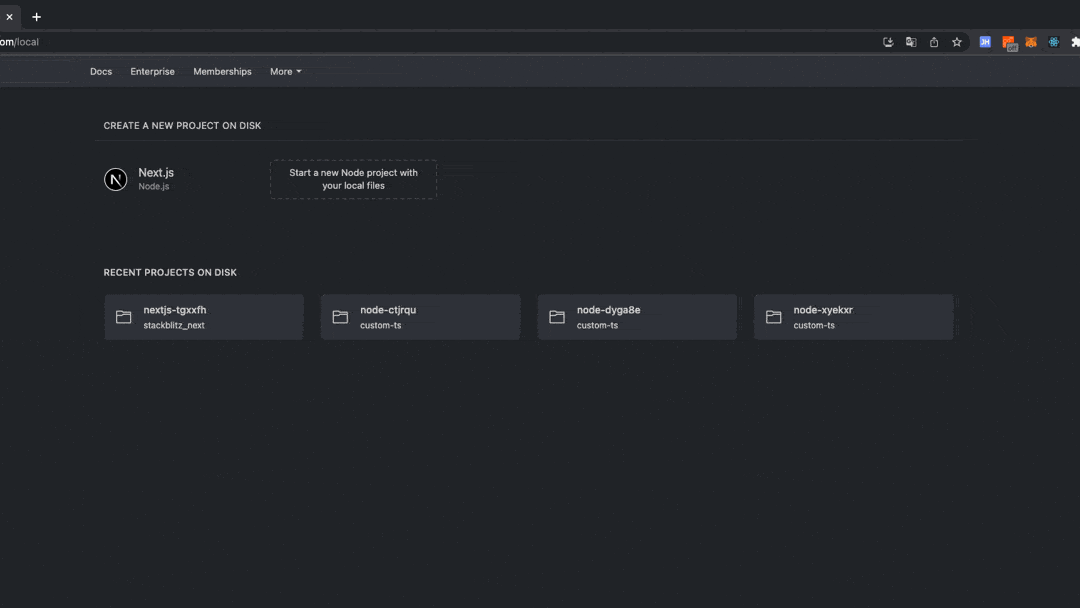 om/local
JH
off
Docs Enterprise Memberships More
CREATE A NEW PROJECT ON DISK
N
Next.js
Node.js
Start a new Node project with
your local files
RECENT PROJECTS ON DISK
nextjs-tgxxfh
stackblitz_next
node-ctjrqu
custom-ts
node-dyga8e
custom-ts
node-xyekxr
custom-ts